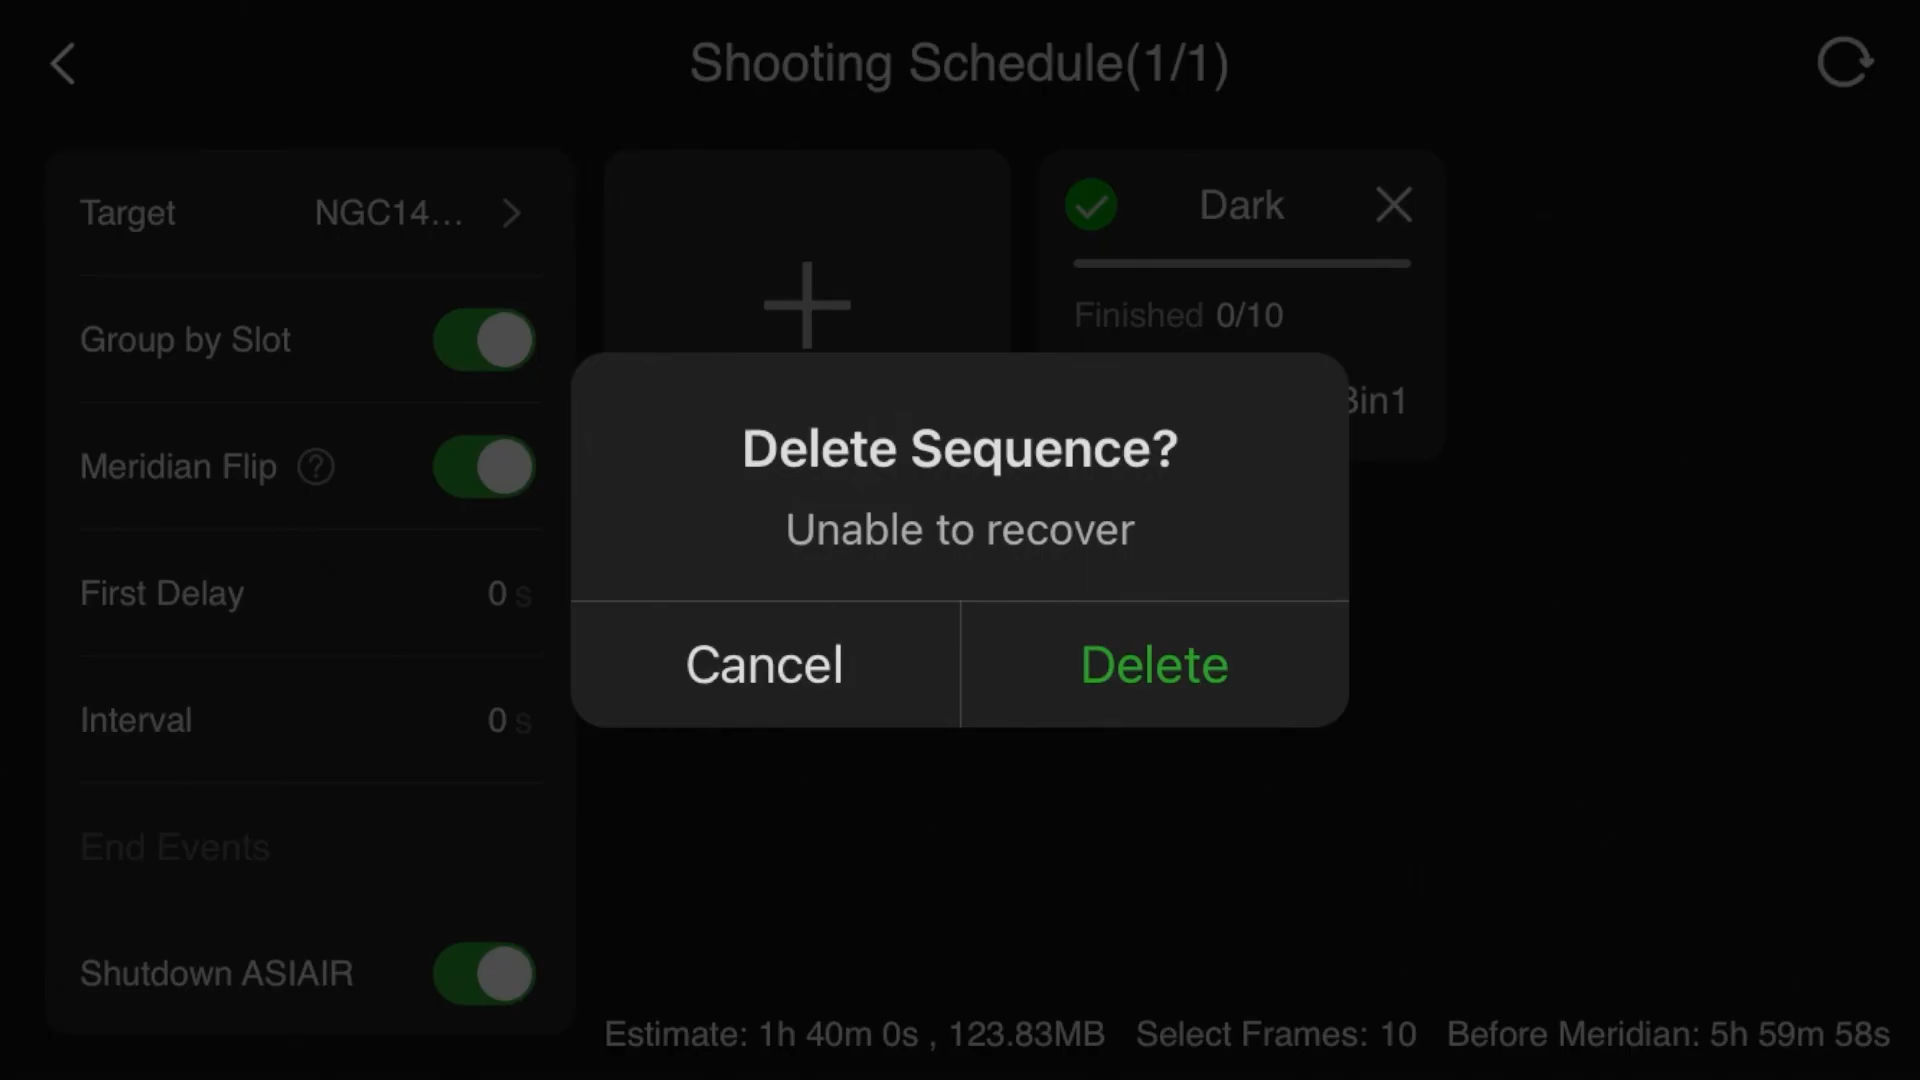 Shooting Schedule(1/1)
Target NGC14...
Group by Slot
Meridian Flip ?
First Delay 0 s
Interval 0 s
End Events
Shutdown ASIAIR
Dark
Finished 0/10
Bin1
Delete Sequence?
Unable to recover
Cancel Delete
Estimate: 1h 40m 0s , 123.83MB Select Frames: 10 Before Meridian: 5h 59m 58s